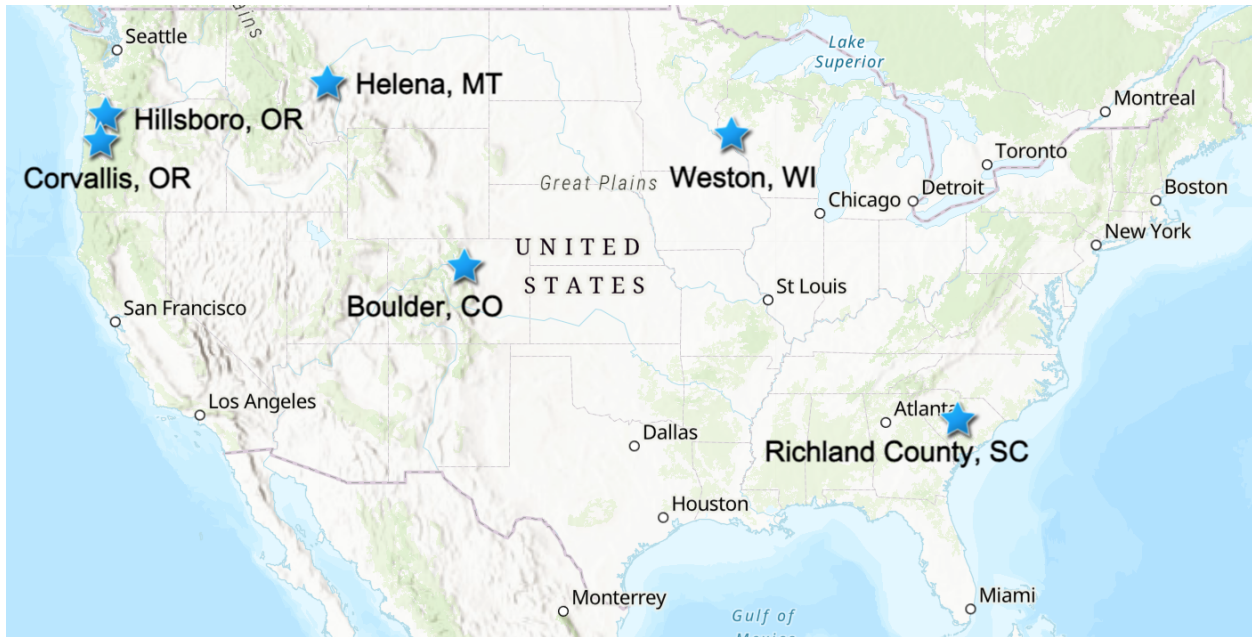 Seattle
ains
Lake
Superior
Helena, MT
Montreal
Hillsboro, OR
Toronto
Corvallis, OR
Great Plains
Weston, WI
Detroit
Boston
Chicago
New York
UNITED
STATES
St Louis
Boulder, CO
San Francisco
Los Angeles
Atlanta
Dallas
Richland County, SC
Houston
Monterrey
Miami
Gulf of